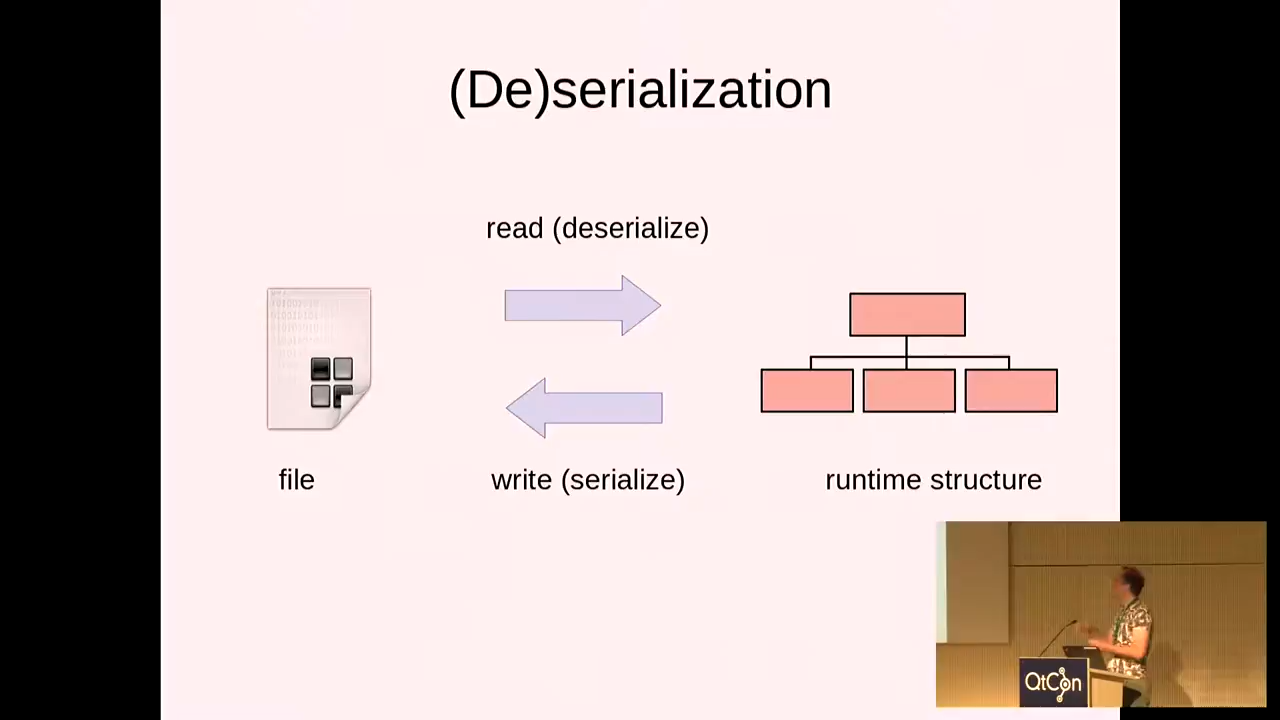 (De)serialization
read (deserialize)
file
write (serialize)
runtime structure
QtCon